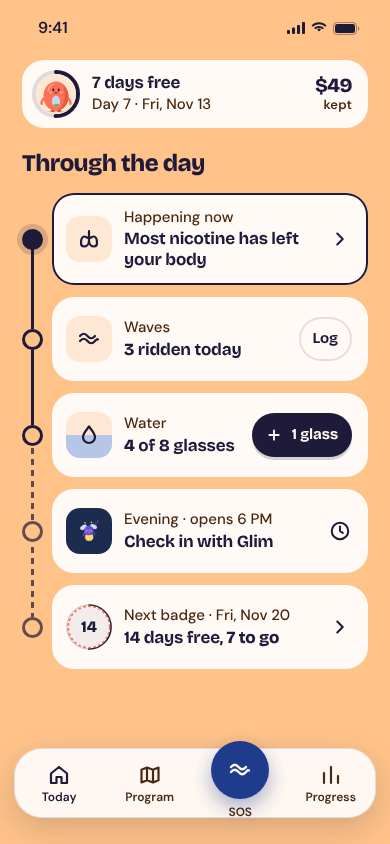 9:41
7 days free
Day 7 · Fri, Nov 13
$49
kept
Through the day
Happening now
Most nicotine has left
your body
Waves
3 ridden today
Log
Water
4 of 8 glasses
+ 1 glass
Evening · opens 6 PM
Check in with Glim
14
Next badge · Fri, Nov 20
14 days free, 7 to go
Today
Program
SOS
Progress